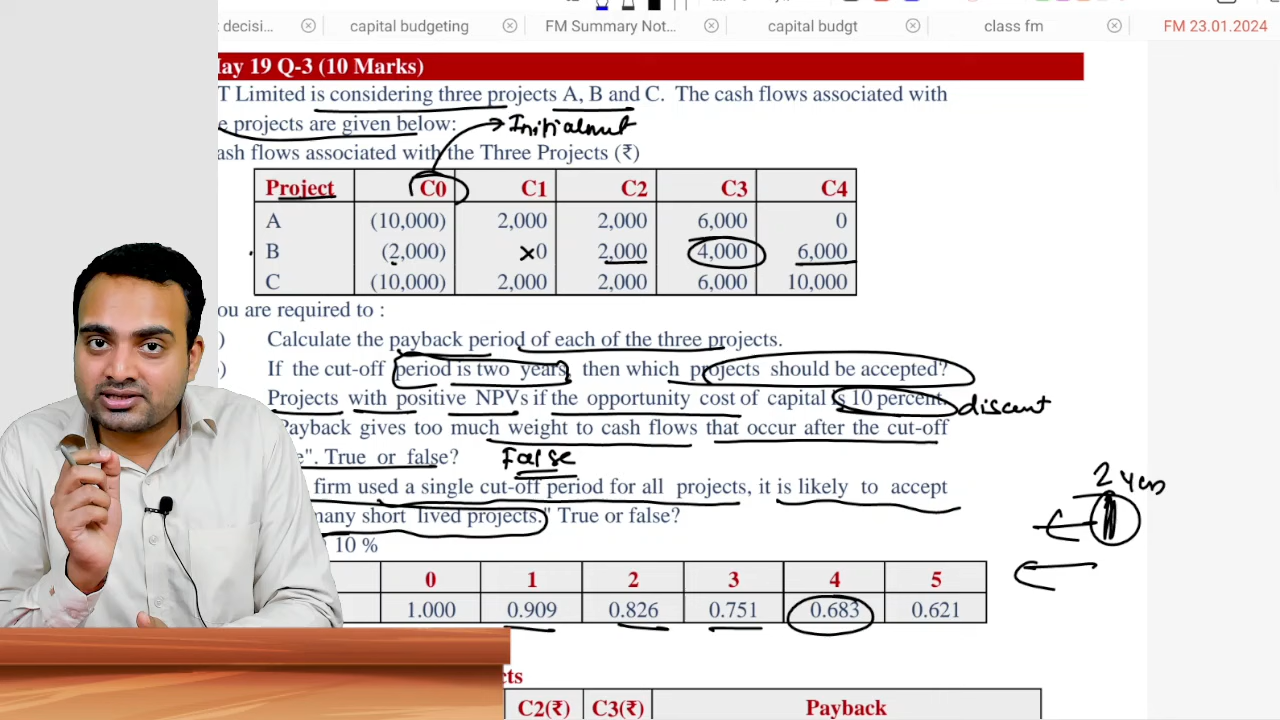 t decisi...
capital budgeting
FM Summary Not...
capital budgt
class fm
FM 23.01.2024
May 19 Q-3 (10 Marks)
T Limited is considering three projects A, B and C. The cash flows associated with
e projects are given below:
Initial out
ash flows associated with the Three Projects (₹)
Project C0 C1 C2 C3 C4
A (10,000) 2,000 2,000 6,000 0
B (2,000) ×0 2,000 4,000 6,000
C (10,000) 2,000 2,000 6,000 10,000
ou are required to :
) Calculate the payback period of each of the three projects.
) If the cut-off period is two years, then which projects should be accepted?
Projects with positive NPVs if the opportunity cost of capital is 10 percent.
discout
Payback gives too much weight to cash flows that occur after the cut-off
e". True or false?
False
firm used a single cut-off period for all projects, it is likely to accept
many short lived projects." True or false?
2 years
10 %
0 1 2 3 4 5
1.000 0.909 0.826 0.751 0.683 0.621
cts
C2(₹) C3(₹) Payback